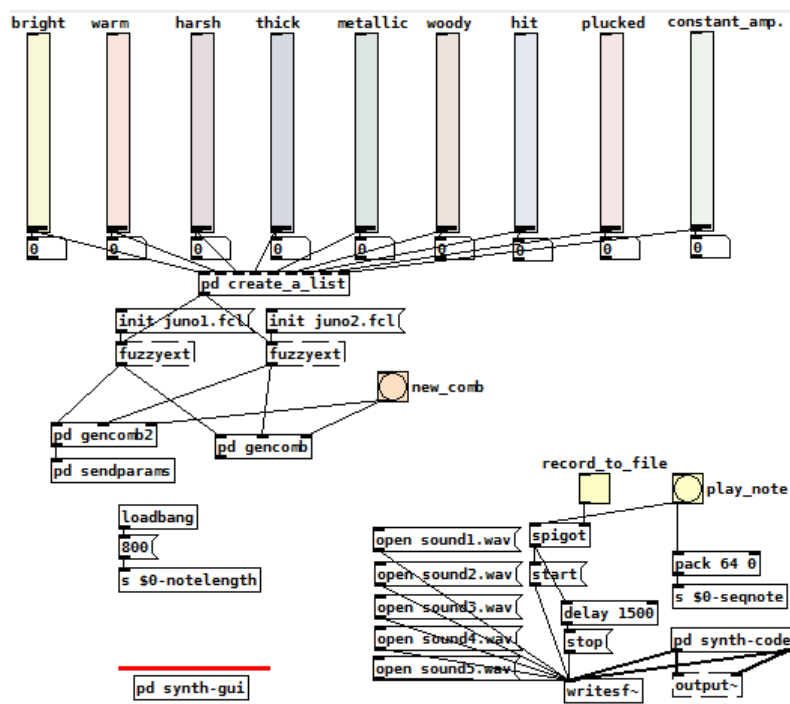 bright warm harsh thick metallic woody hit plucked constant_amp.
0 0 0 0 0 0 0 0 0
pd create_a_list
init juno1.fcl init juno2.fcl
fuzzyext fuzzyext
new_comb
pd gencomb2 pd gencomb
pd sendparams
record_to_file
play_note
loadbang
open sound1.wav spigot
800
pack 64 0
open sound2.wav start
s $0-notelength
s $0-seqnote
open sound3.wav delay 1500
open sound4.wav stop pd synth-code
open sound5.wav
pd synth-gui writesf~ output~